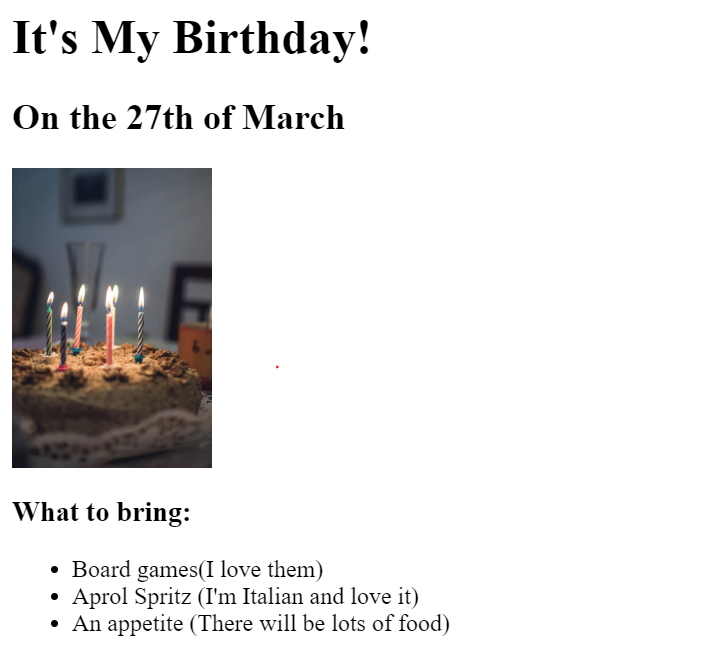 It's My Birthday!
On the 27th of March
What to bring:
Board games(I love them)
Aprol Spritz (I'm Italian and love it)
An appetite (There will be lots of food)